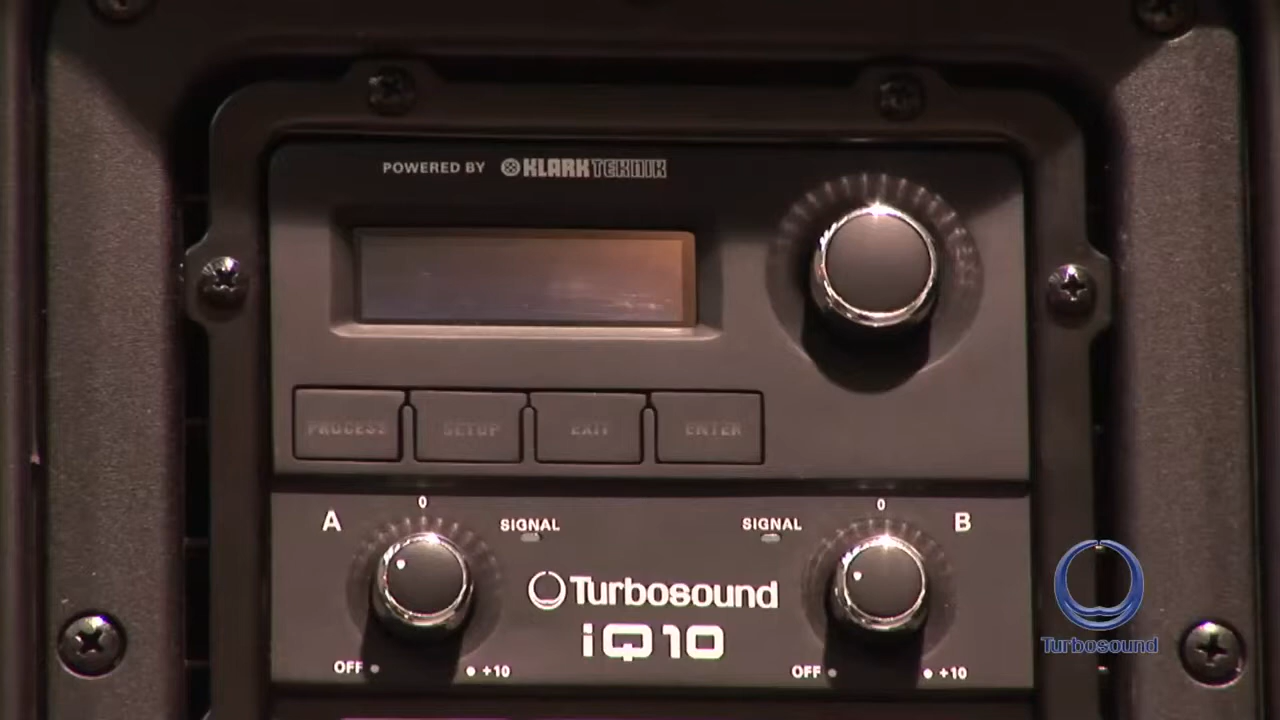 POWERED BY KLARK TEKNIK
PROCESS SETUP EXIT ENTER
0 0
A SIGNAL SIGNAL B
Turbosound
iQ10
OFF +10 OFF +10
Turbosound